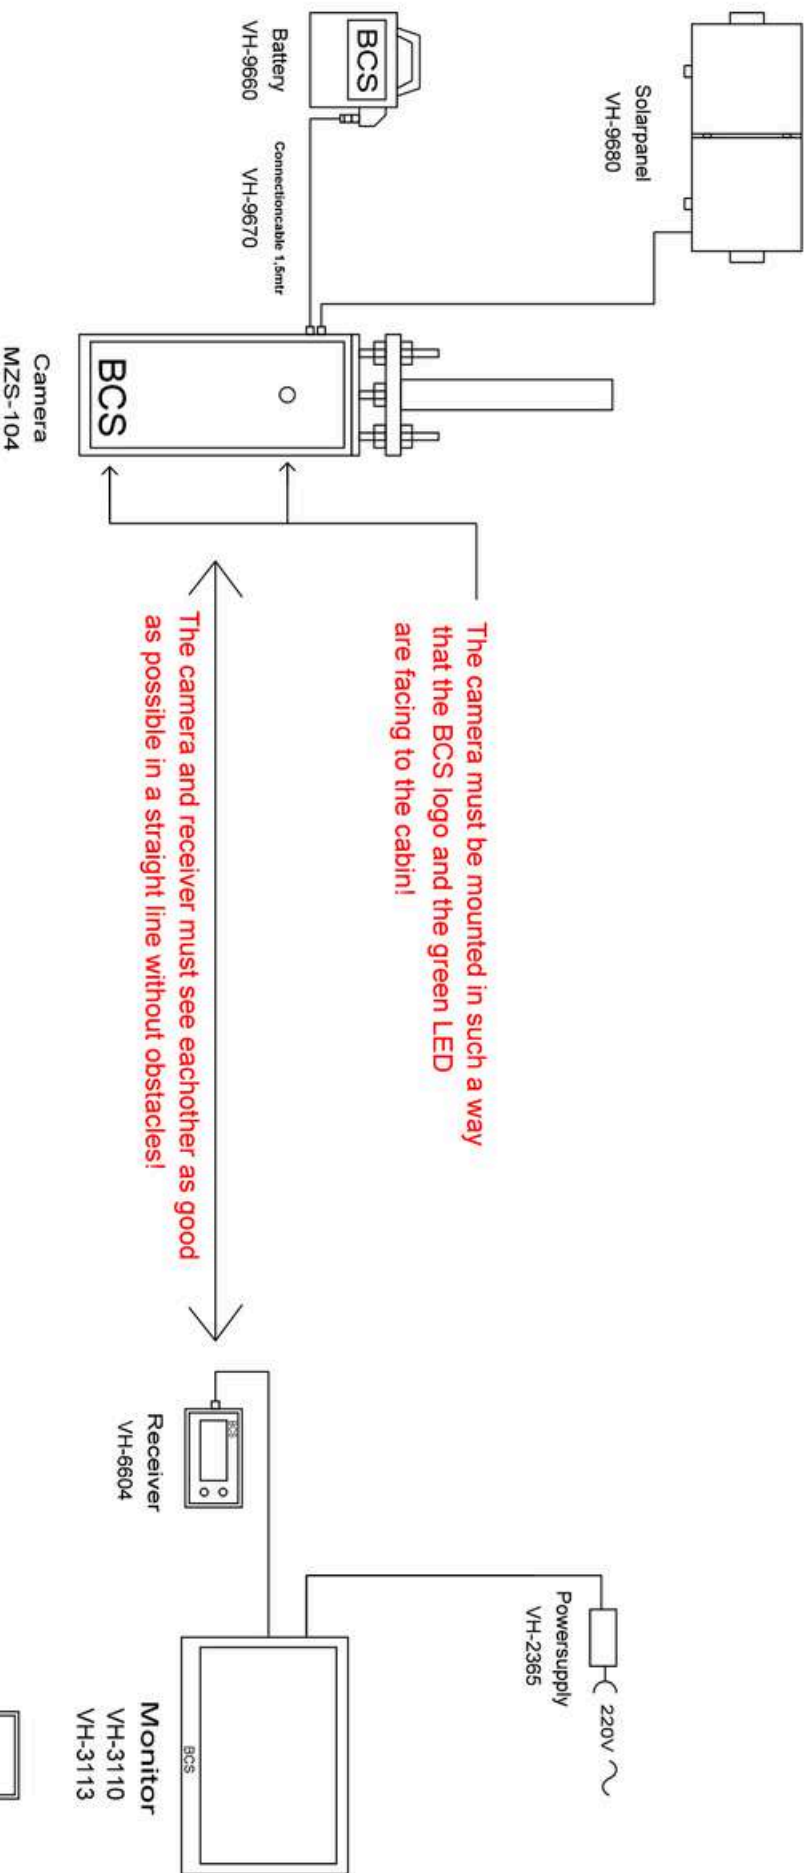 Solarpanel
VH-9680
BCS
Battery
VH-9660
Connectioncable 1,5mtr
VH-9670
BCS
Camera
MZS-104
The camera must be mounted in such a way
that the BCS logo and the green LED
are facing to the cabin!
The camera and receiver must see eachother as good
as possible in a straight line without obstacles!
BCS
Receiver
VH-6604
220V
Powersupply
VH-2365
BCS
Monitor
VH-3110
VH-3113